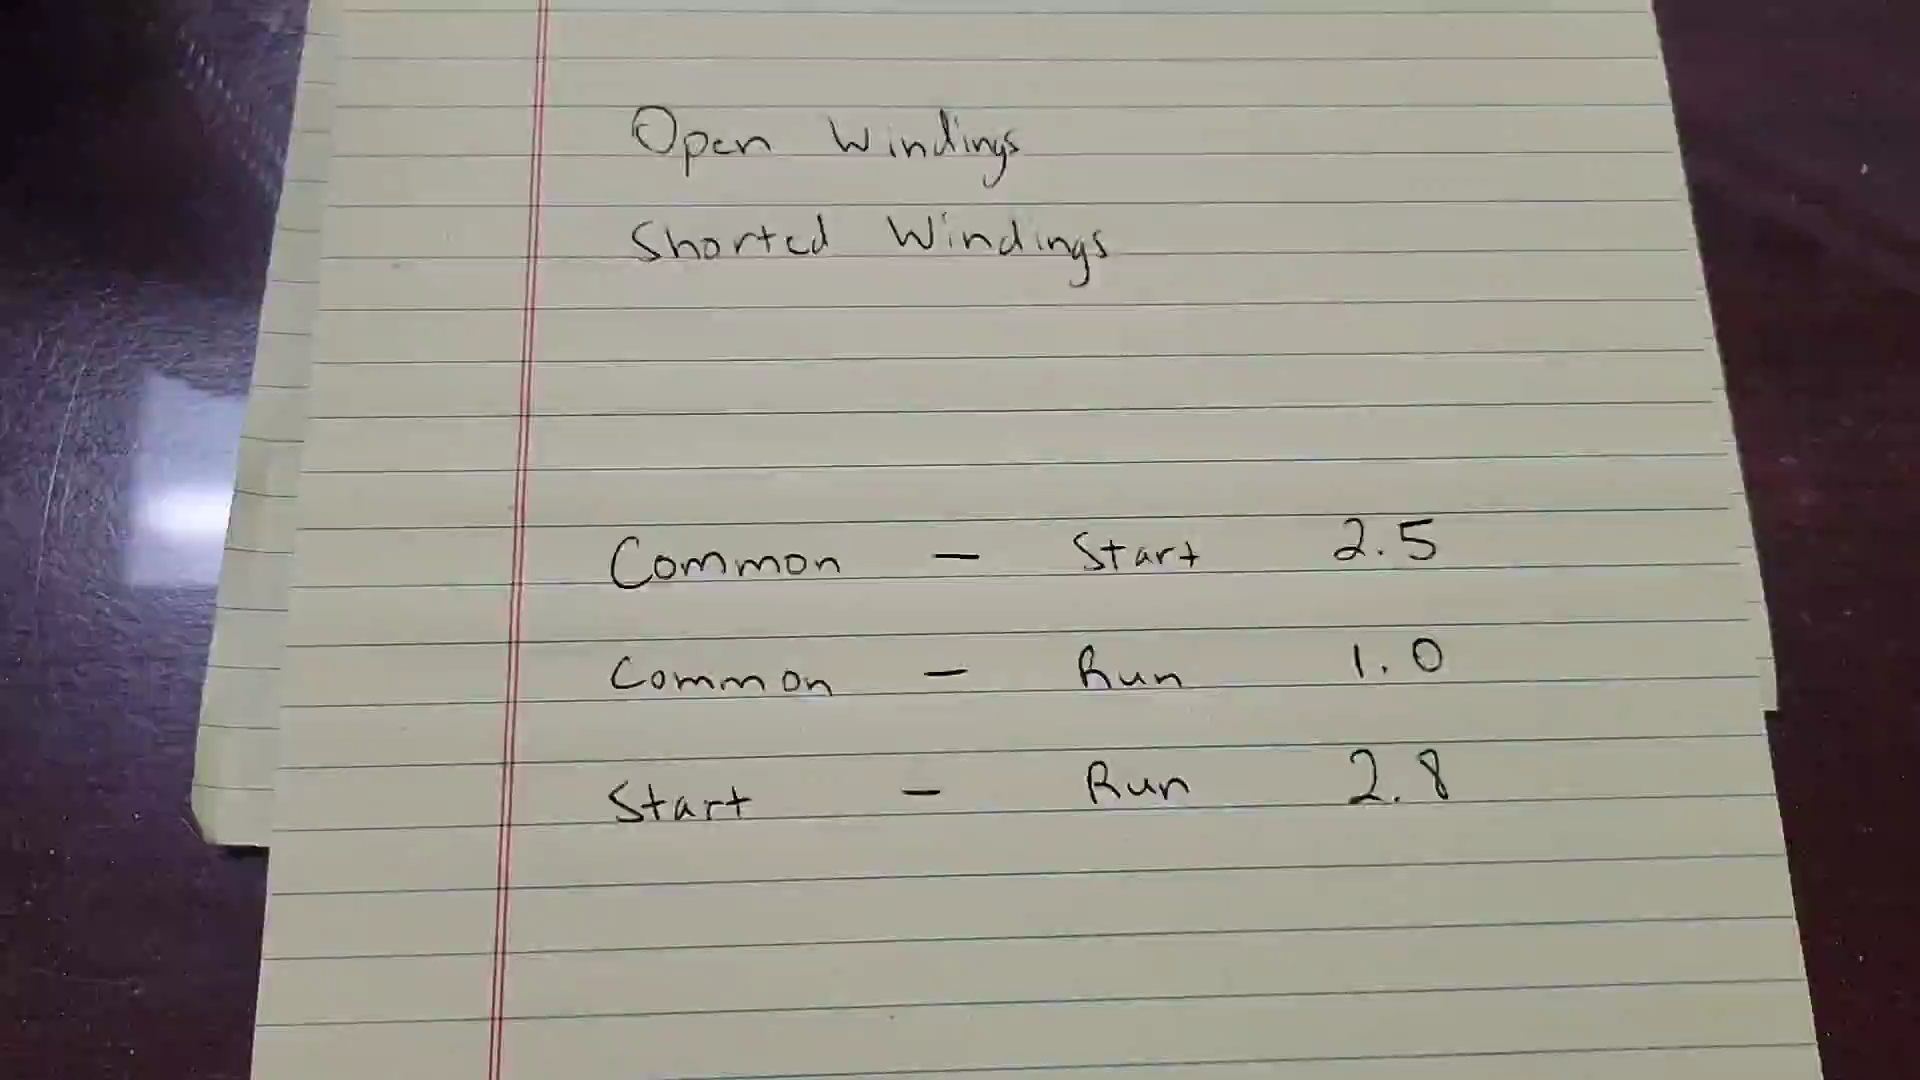 Open Windings
Shorted Windings
Common - Start 2.5
Common - Run 1.0
Start - Run 2.8